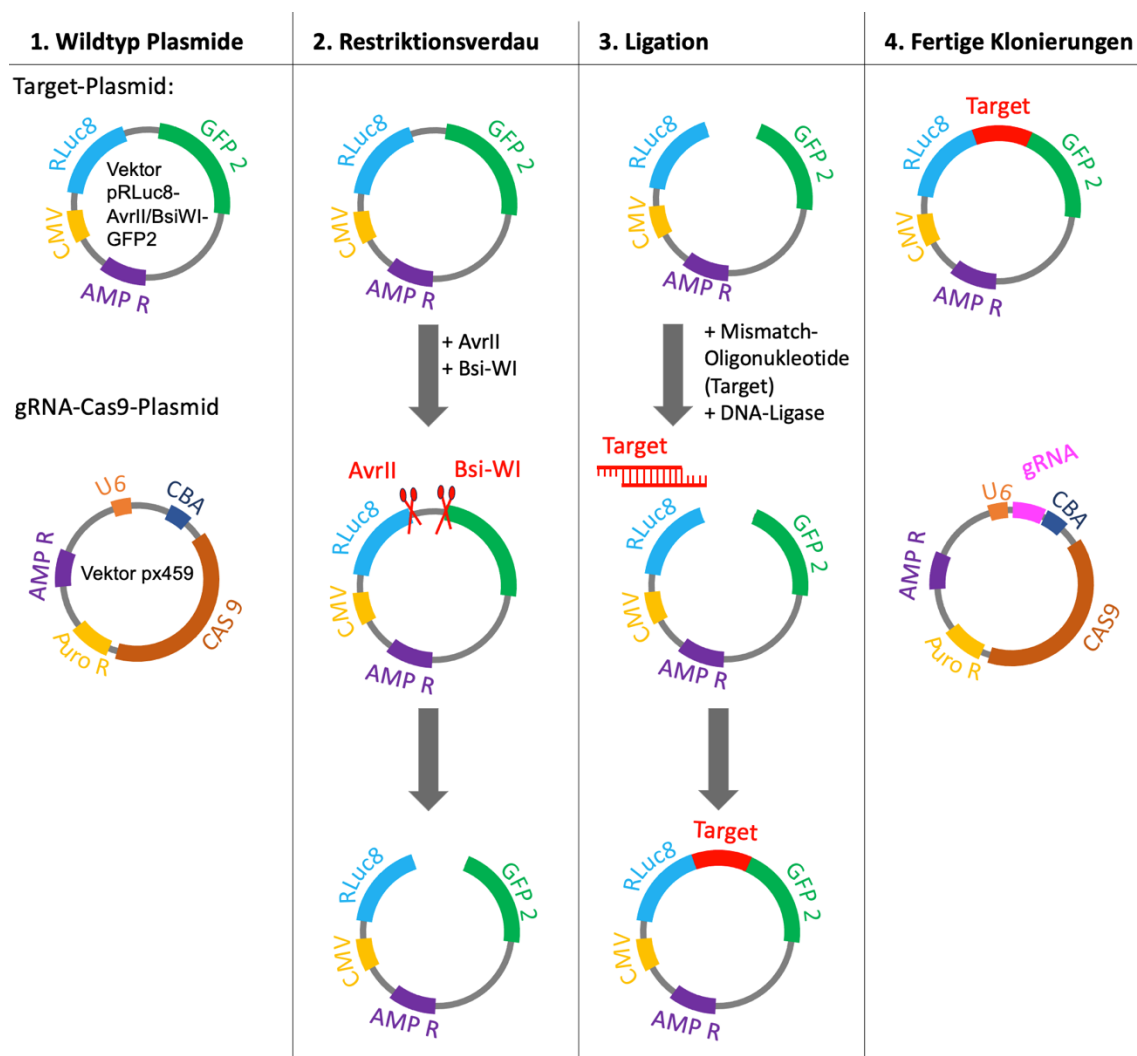 1. Wildtyp Plasmide
2. Restriktionsverdau
3. Ligation
4. Fertige Klonierungen
Target-Plasmid:
RLuc8
GFP 2
Vektor
pRLuc8-
AvrII/BsiWI-
GFP2
CMV
AMP R
gRNA-Cas9-Plasmid
U6
CBA
AMP R
Vektor px459
Puro R
CAS 9
RLuc8
GFP 2
CMV
AMP R
+ AvrII
+ Bsi-WI
AvrII
Bsi-WI
RLuc8
CMV
AMP R
RLuc8
GFP 2
CMV
AMP R
RLuc8
GFP 2
CMV
AMP R
+ Mismatch-
Oligonukleotide
(Target)
+ DNA-Ligase
Target
RLuc8
GFP 2
CMV
AMP R
Target
RLuc8
GFP 2
CMV
AMP R
Target
RLuc8
GFP 2
CMV
AMP R
gRNA
U6
CBA
AMP R
Puro R
CAS9